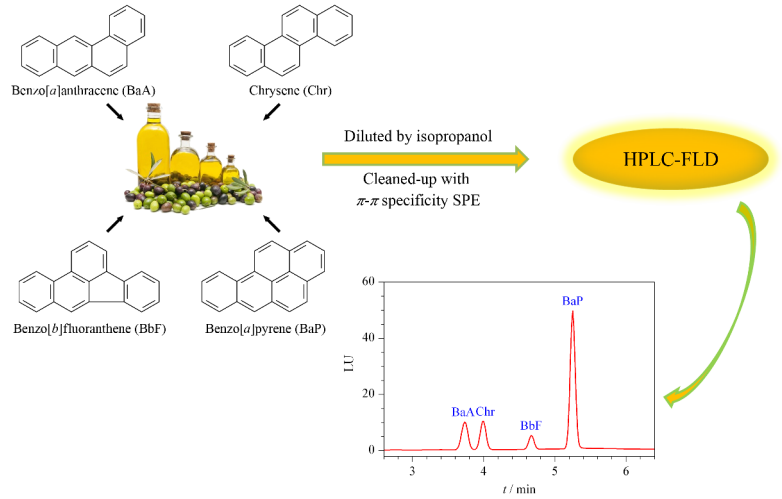 Benzo[a]anthracene (BaA)
Chrysene (Chr)
Diluted by isopropanol
Cleaned-up with
π-π specificity SPE
HPLC-FLD
Benzo[b]fluoranthene (BbF)
Benzo[a]pyrene (BaP)
60
40
20
0
LU
BaA
Chr
BbF
BaP
3
4
5
6
t / min